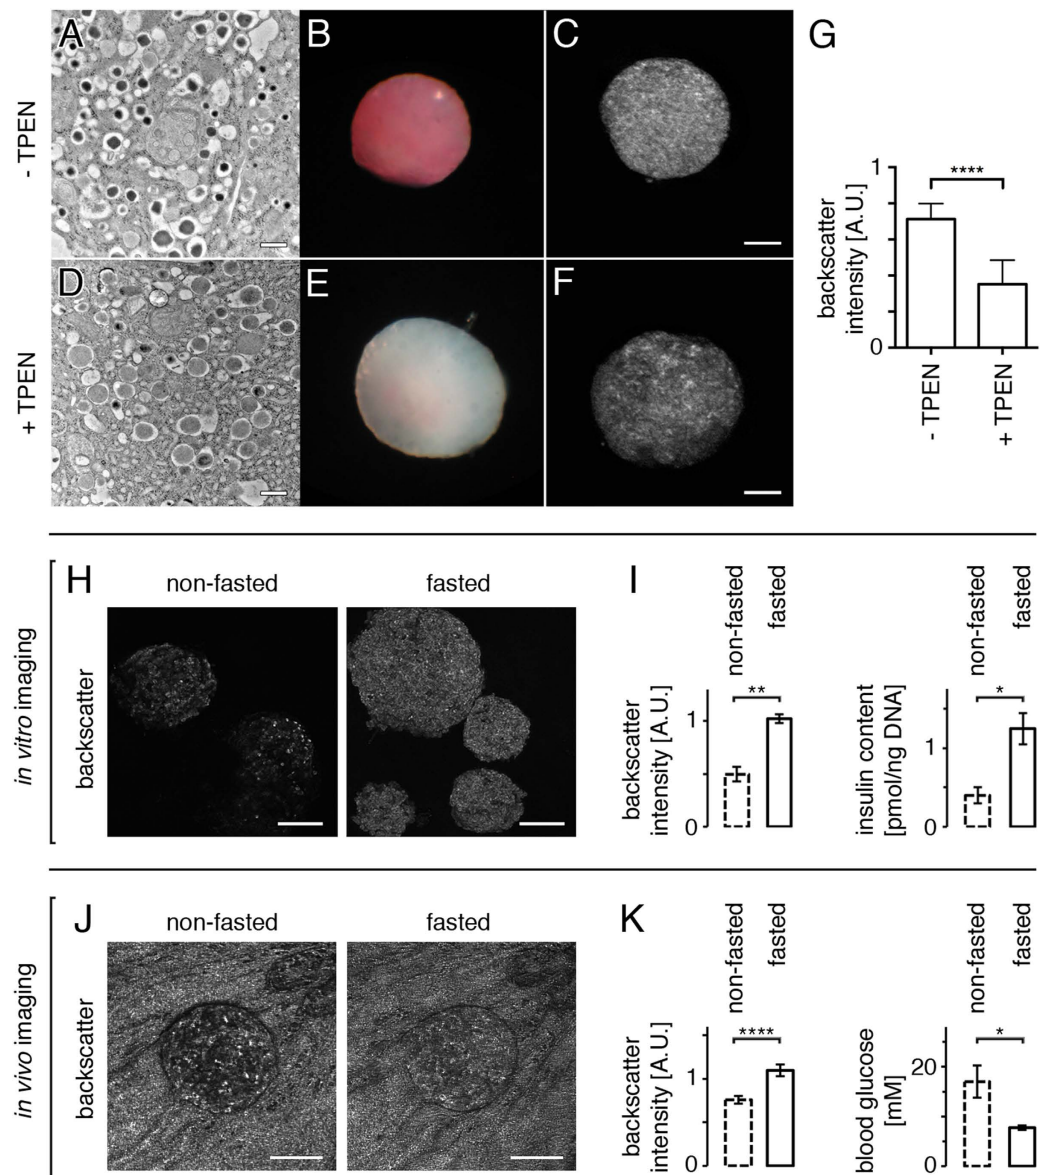 A
B
C
G
- TPEN
1
****
backscatter
intensity [A.U.]
0
- TPEN
+ TPEN
D
E
F
+ TPEN
H
non-fasted
fasted
in vitro imaging
backscatter
I
non-fasted
fasted
**
1
backscatter
intensity [A.U.]
0
non-fasted
fasted
*
1
insulin content
[pmol/ng DNA]
0
J
non-fasted
fasted
in vivo imaging
backscatter
K
non-fasted
fasted
****
1
backscatter
intensity [A.U.]
0
non-fasted
fasted
*
20
blood glucose
[mM]
0